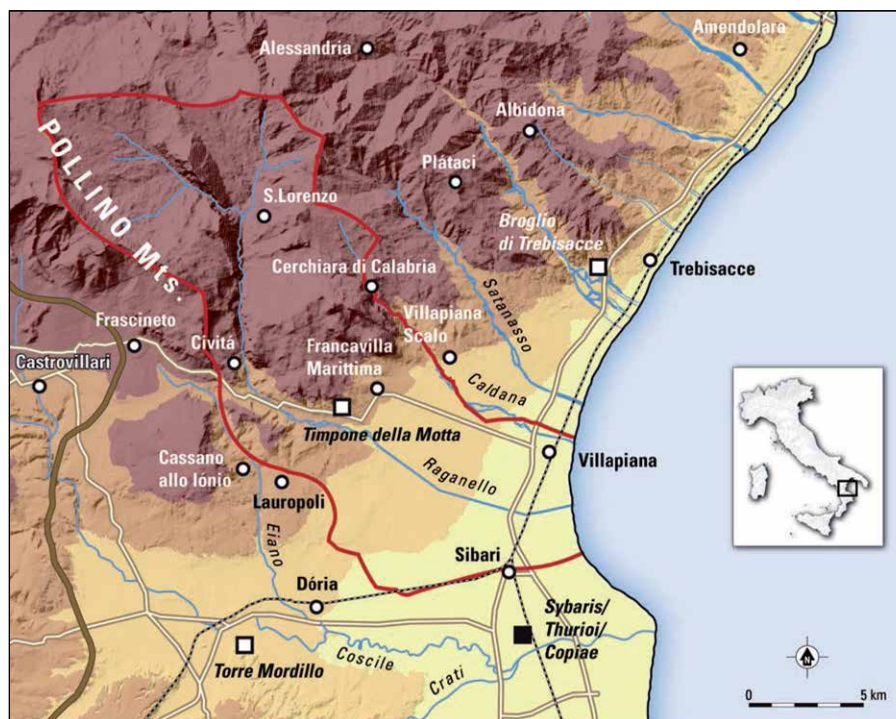 Alessandria
Amendolara
Albidona
Plátaci
POLLINO Mts.
S.Lorenzo
Broglio
di Trebisacce
Trebisacce
Cerchiara di Calabria
Satanasso
Frascineto
Civitá
Villapiana
Scalo
Castrovillari
Francavilla
Marittima
Caldana
Timpone della Motta
Villapiana
Cassano
allo Iónio
Lauropoli
Raganello
Eiano
Sibari
Dória
Sybaris/
Thurioi/
Copiae
Torre Mordillo
Coscile
Crati
N
0
5 km